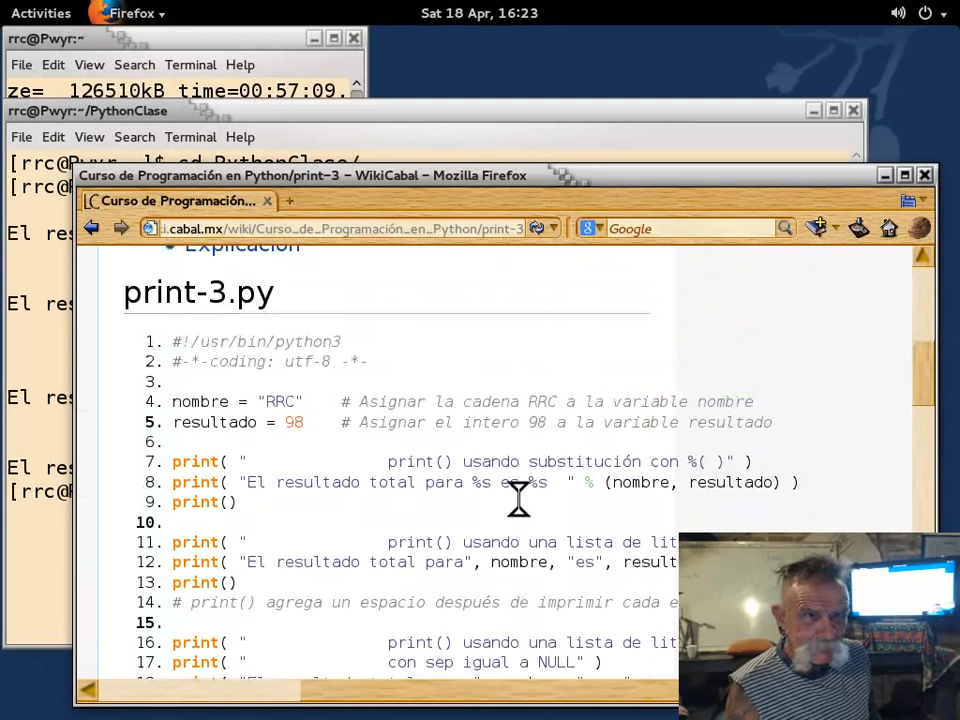 Activities Firefox Sat 18 Apr, 16:23
rrc@Pwyr:~
File Edit View Search Terminal Help
ze= 126510kB time=00:57:09.
rrc@Pwyr:~/PythonClase
File Edit View Search Terminal Help
[rrc@Pwyr ~]$ cd PythonClase/
[rrc@P
Curso de Programación en Python/print-3 – WikiCabal – Mozilla Firefox
Curso de Programación...
i.cabal.mx/wiki/Curso_de_Programación_en_Python/print-3 Google
Explicación
El res
print-3.py
El res
1. #!/usr/bin/python3
2. #-*-coding: utf-8 -*-
3.
El res
4. nombre = "RRC" # Asignar la cadena RRC a la variable nombre
5. resultado = 98 # Asignar el intero 98 a la variable resultado
6.
7. print( " print() usando substitución con %( )" )
El res
8. print( "El resultado total para %s es %s " % (nombre, resultado) )
[rrc@P
9. print()
10.
11. print( " print() usando una lista de lit
12. print( "El resultado total para", nombre, "es", result
13. print()
14. # print() agrega un espacio después de imprimir cada e
15.
16. print( " print() usando una lista de lit
17. print( " con sep igual a NULL" )